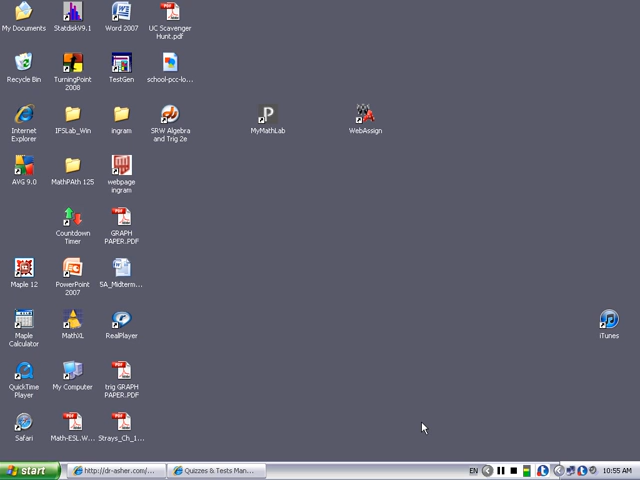 My Documents
StatdiskV9.1
Word 2007
UC Scavenger
Hunt.pdf
Recycle Bin
TurningPoint
2008
TestGen
school-pcc-lo...
Internet
Explorer
IFSLab_Win
ingram
SRW Algebra
and Trig 2e
MyMathLab
WebAssign
AVG 9.0
MathPAth 125
webpage
ingram
Countdown
Timer
GRAPH
PAPER.PDF
Maple 12
PowerPoint
2007
5A_Midterm...
Maple
Calculator
MathXL
RealPlayer
iTunes
QuickTime
Player
My Computer
trig GRAPH
PAPER.PDF
Safari
Math-ESL.W...
Strays_Ch_1...
start
http://dr-asher.com/...
Quizzes & Tests Man...
EN
10:55 AM